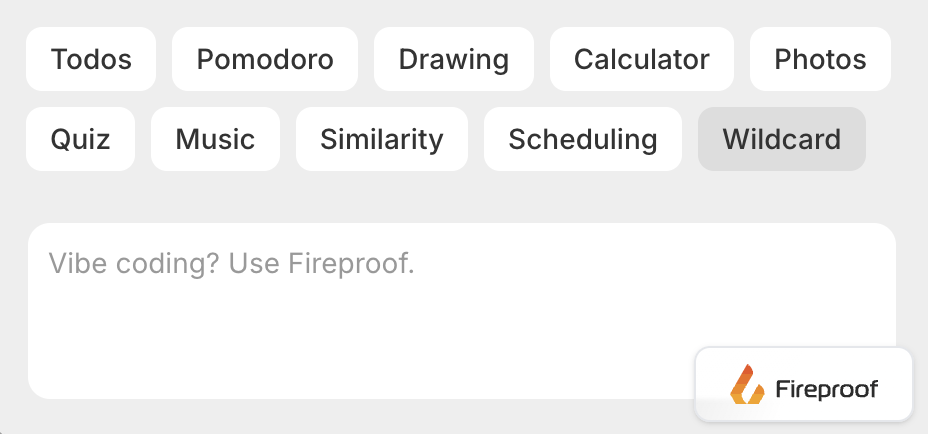 Todos Pomodoro Drawing Calculator Photos
Quiz Music Similarity Scheduling Wildcard
Vibe coding? Use Fireproof.
Fireproof